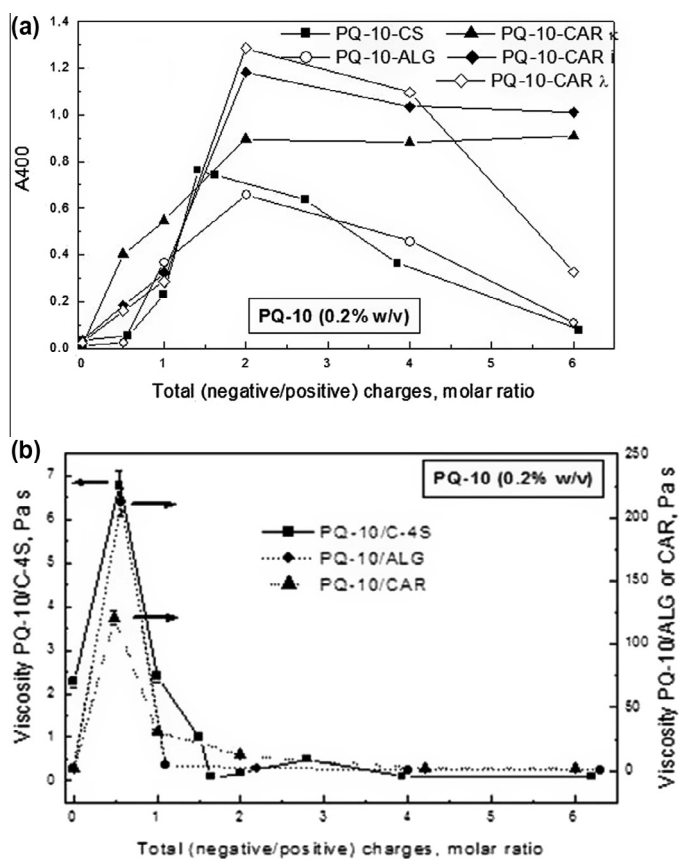 (a)
PQ-10-CS
PQ-10-CAR κ
PQ-10-ALG
PQ-10-CAR i
PQ-10-CAR λ
1.4
1.2
1.0
0.8
0.6
0.4
0.2
0.0
A400
PQ-10 (0.2% w/v)
0 1 2 3 4 5 6
Total (negative/positive) charges, molar ratio
(b)
PQ-10 (0.2% w/v)
7
6
5
4
3
2
1
0
Viscosity PQ-10/C-4S, Pa s
PQ-10/C-4S
PQ-10/ALG
PQ-10/CAR
250
200
150
100
50
0
Viscosity PQ-10/ALG or CAR, Pa s
0 1 2 3 4 5 6
Total (negative/positive) charges, molar ratio